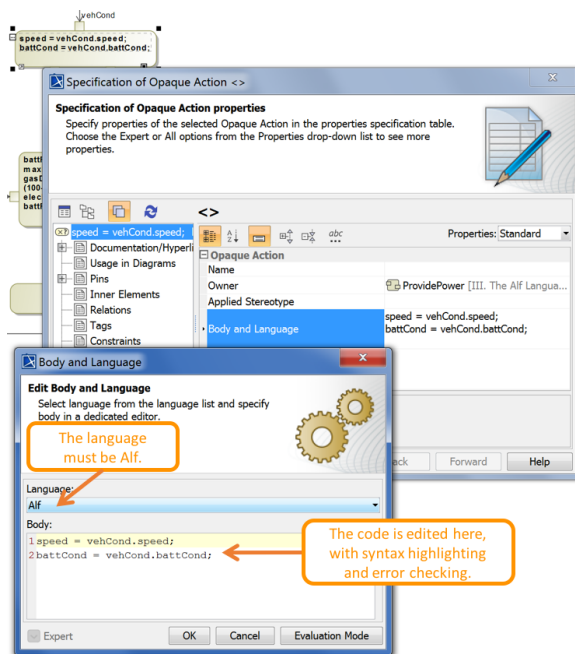 vehCond
speed = vehCond.speed;
battCond = vehCond.battCond;
Specification of Opaque Action <>
Specification of Opaque Action properties
Specify properties of the selected Opaque Action in the properties specification table.
Choose the Expert or All options from the Properties drop-down list to see more
properties.
<>
speed = vehCond.speed;
Documentation/Hyperli
Usage in Diagrams
Pins
Inner Elements
Relations
Tags
Constraints
abc
Properties: Standard
Opaque Action
Name
Owner
ProvidePower [III. The Alf Langua...
Applied Stereotype
Body and Language
speed = vehCond.speed;
battCond = vehCond.battCond;
Forward
Help
Body and Language
Edit Body and Language
Select language from the language list and specify
body in a dedicated editor.
The language
must be Alf.
Language:
Alf
Body:
1 speed = vehCond.speed;
2 battCond = vehCond.battCond;
The code is edited here,
with syntax highlighting
and error checking.
Expert
OK
Cancel
Evaluation Mode